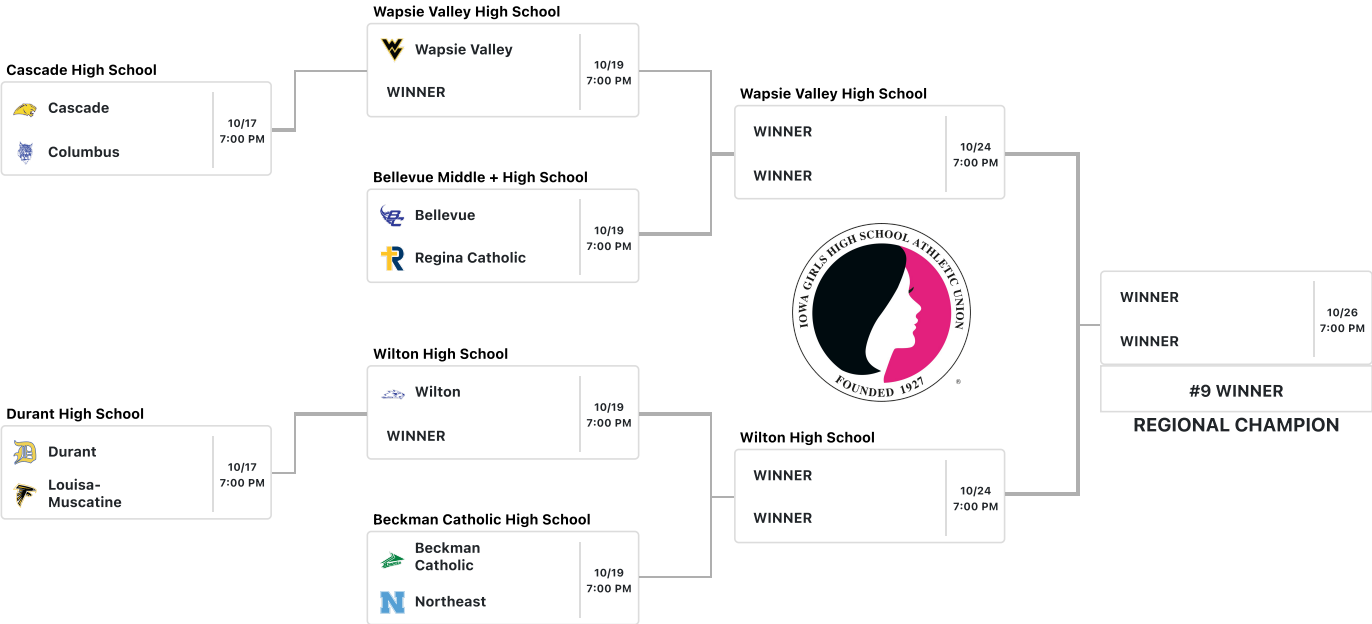 Cascade High School
Cascade
Columbus
10/17
7:00 PM
Durant High School
Durant
Louisa-
Muscatine
10/17
7:00 PM
Wapsie Valley High School
Wapsie Valley
WINNER
10/19
7:00 PM
Bellevue Middle + High School
Bellevue
Regina Catholic
10/19
7:00 PM
Wilton High School
Wilton
WINNER
10/19
7:00 PM
Beckman Catholic High School
Beckman
Catholic
Northeast
10/19
7:00 PM
Wapsie Valley High School
WINNER
WINNER
10/24
7:00 PM
IOWA GIRLS HIGH SCHOOL ATHLETIC UNION
FOUNDED 1927
®
Wilton High School
WINNER
WINNER
10/24
7:00 PM
WINNER
WINNER
10/26
7:00 PM
#9 WINNER
REGIONAL CHAMPION